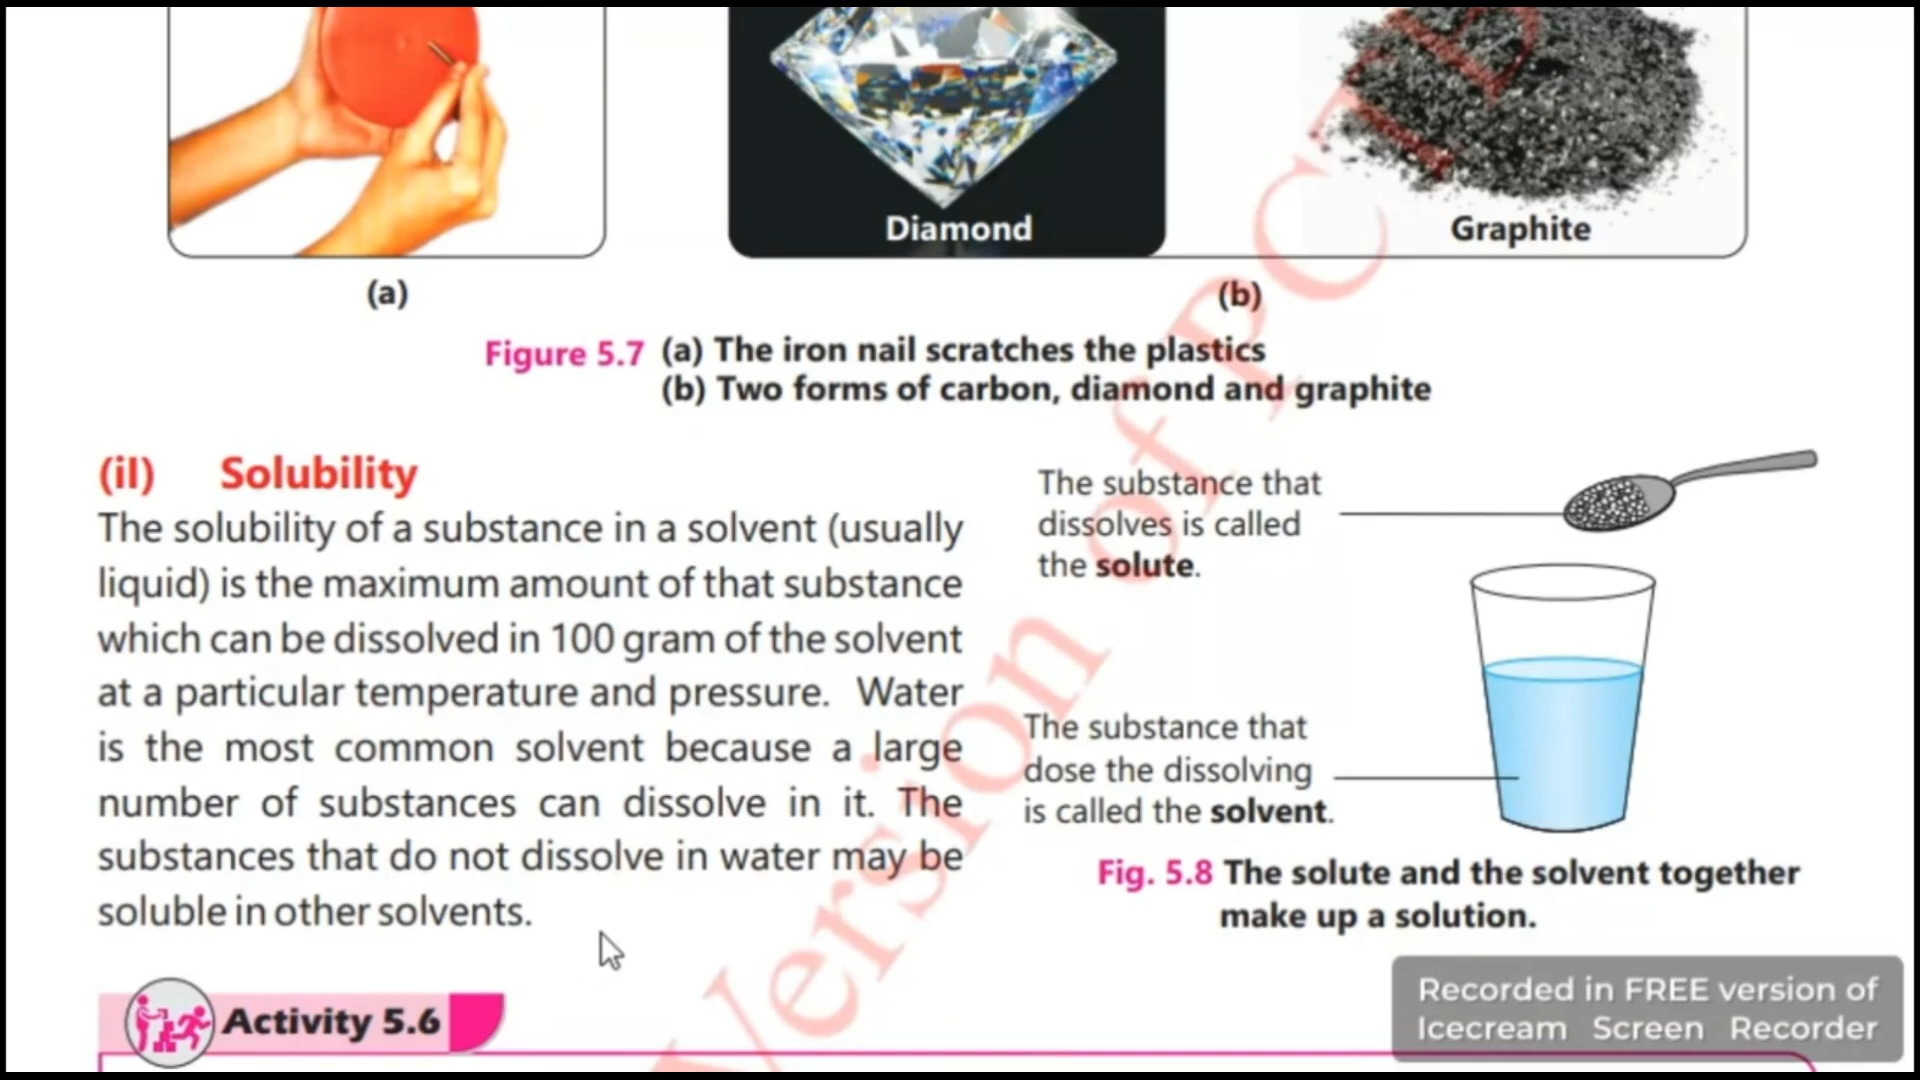 Diamond
Graphite
(a)
(b)
Figure 5.7 (a) The iron nail scratches the plastics
(b) Two forms of carbon, diamond and graphite
(iI) Solubility
The solubility of a substance in a solvent (usually
liquid) is the maximum amount of that substance
which can be dissolved in 100 gram of the solvent
at a particular temperature and pressure. Water
is the most common solvent because a large
number of substances can dissolve in it. The
substances that do not dissolve in water may be
soluble in other solvents.
The substance that
dissolves is called
the solute.
The substance that
dose the dissolving
is called the solvent.
Fig. 5.8 The solute and the solvent together
make up a solution.
Activity 5.6
Version of PCTB
Recorded in FREE version of
Icecream Screen Recorder